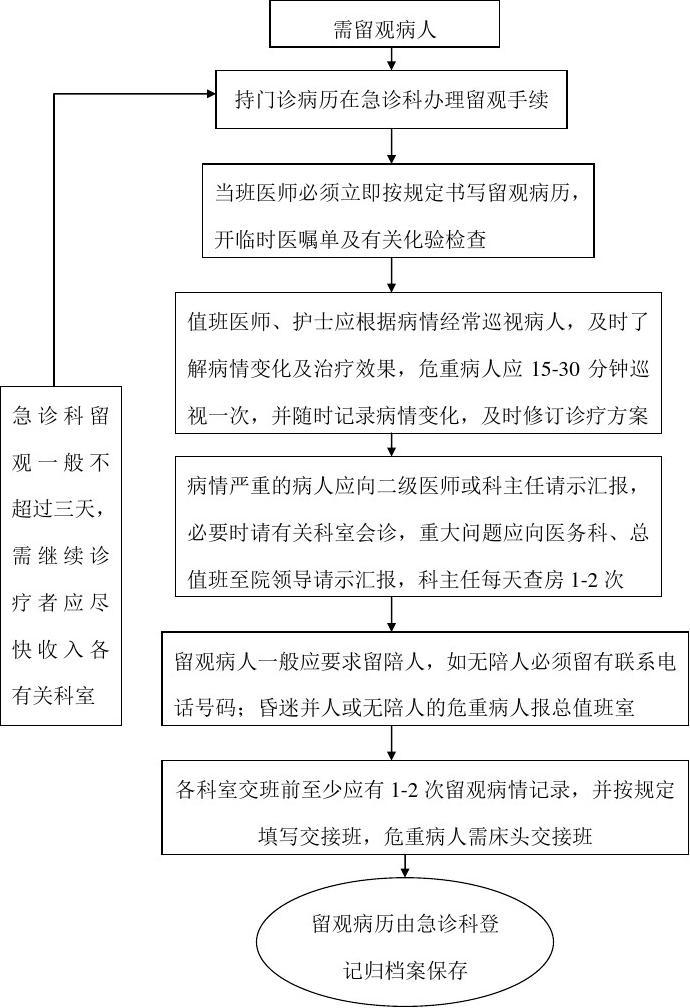 需留观病人
持门诊病历在急诊科办理留观手续
当班医师必须立即按规定书写留观病历，
开临时医嘱单及有关化验检查
值班医师、护士应根据病情经常巡视病人，及时了
解病情变化及治疗效果，危重病人应 15-30 分钟巡
视一次，并随时记录病情变化，及时修订诊疗方案
急诊科留
观一般不
超过三天，
需继续诊
疗者应尽
快收入各
有关科室
病情严重的病人应向二级医师或科主任请示汇报，
必要时请有关科室会诊，重大问题应向医务科、总
值班至院领导请示汇报，科主任每天查房 1-2 次
留观病人一般应要求留陪人，如无陪人必须留有联系电
话号码；昏迷并人或无陪人的危重病人报总值班室
各科室交班前至少应有 1-2 次留观病情记录，并按规定
填写交接班，危重病人需床头交接班
留观病历由急诊科登
记归档案保存